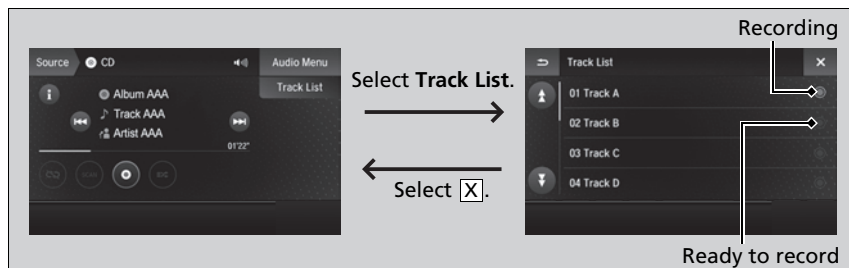 Recording
Source CD Audio Menu
Track List
Album AAA
Track AAA
Artist AAA
01'22"
Select Track List.
Select X.
Track List ×
01 Track A
02 Track B
03 Track C
04 Track D
Ready to record